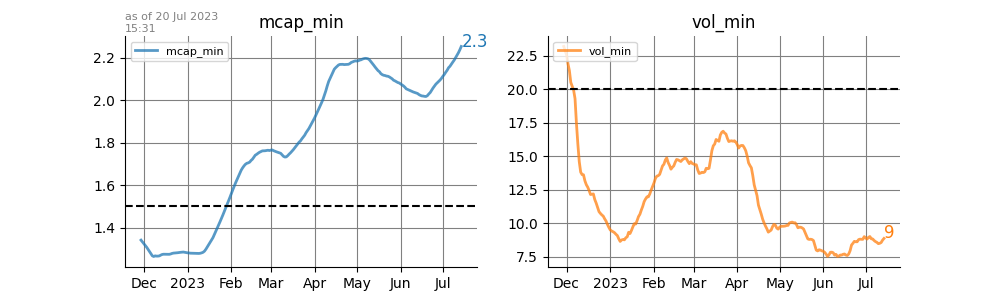 as of 20 Jul 2023
15:31
mcap_min
mcap_min
2.3
2.2
2.0
1.8
1.6
1.4
Dec 2023 Feb Mar Apr May Jun Jul
vol_min
vol_min
22.5
20.0
17.5
15.0
12.5
10.0
7.5
9
Dec 2023 Feb Mar Apr May Jun Jul